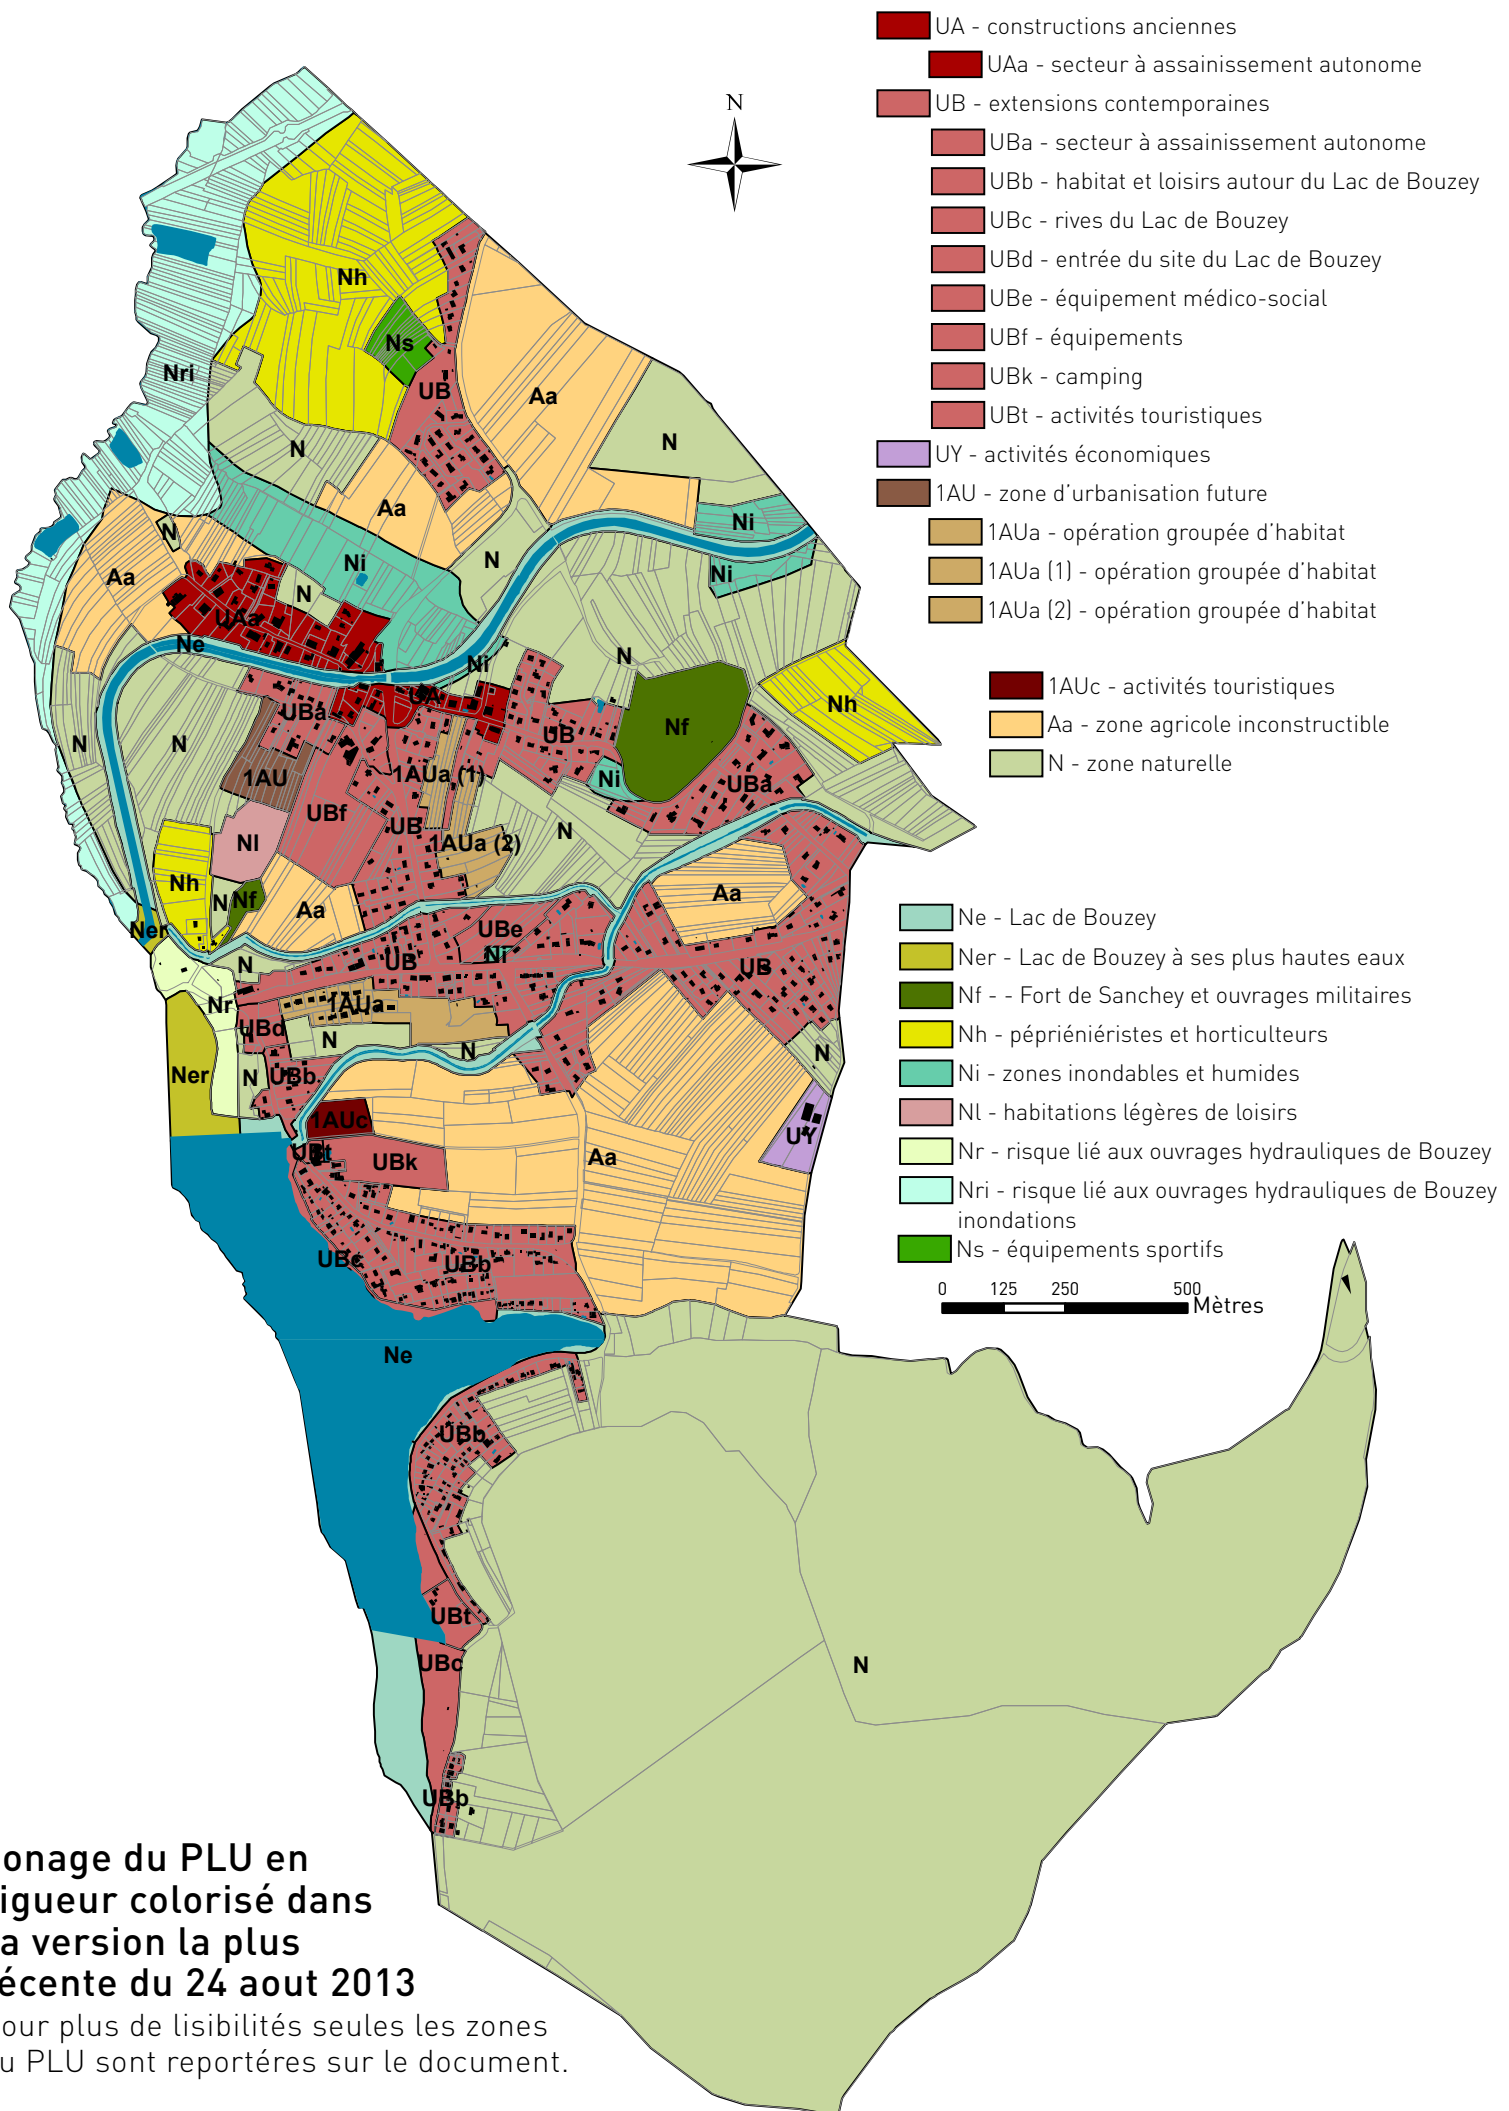 UA - constructions anciennes
UAa - secteur à assainissement autonome
UB - extensions contemporaines
UBa - secteur à assainissement autonome
UBb - habitat et loisirs autour du Lac de Bouzey
UBc - rives du Lac de Bouzey
UBd - entrée du site du Lac de Bouzey
UBe - équipement médico-social
UBf - équipements
UBk - camping
UBt - activités touristiques
UY - activités économiques
1AU - zone d'urbanisation future
1AUa - opération groupée d'habitat
1AUa (1) - opération groupée d'habitat
1AUa (2) - opération groupée d'habitat
1AUc - activités touristiques
Aa - zone agricole inconstructible
N - zone naturelle
Ne - Lac de Bouzey
Ner - Lac de Bouzey à ses plus hautes eaux
Nf - - Fort de Sanchey et ouvrages militaires
Nh - pépriéniéristes et horticulteurs
Ni - zones inondables et humides
Nl - habitations légères de loisirs
Nr - risque lié aux ouvrages hydrauliques de Bouzey
Nri - risque lié aux ouvrages hydrauliques de Bouzey
inondations
Ns - équipements sportifs
0 125 250 500
Mètres
N
Nh
Ns
Nri
UB
Aa
N
N
Aa
Ni
N
Ni
N
Ni
Aa
N
UAa
Ne
Ni
N
UA
UBa
UB
Nf
Nh
N
N
1AU
1AUa (1)
Ni
UBa
UBf
UB
1AUa (2)
N
Nl
Nh
N
Nf
Aa
Aa
Ner
UBe
Ni
N
UB
UB
Nr
1AUa
UBd
N
N
N
Ner
N
UBb
1AUc
UY
UBt
UBk
Aa
UBc
UBb
Ne
UBb
UBt
UBc
N
UBb
onage du PLU en
igueur colorisé dans
a version la plus
écente du 24 aout 2013
our plus de lisibilités seules les zones
u PLU sont reportéres sur le document.